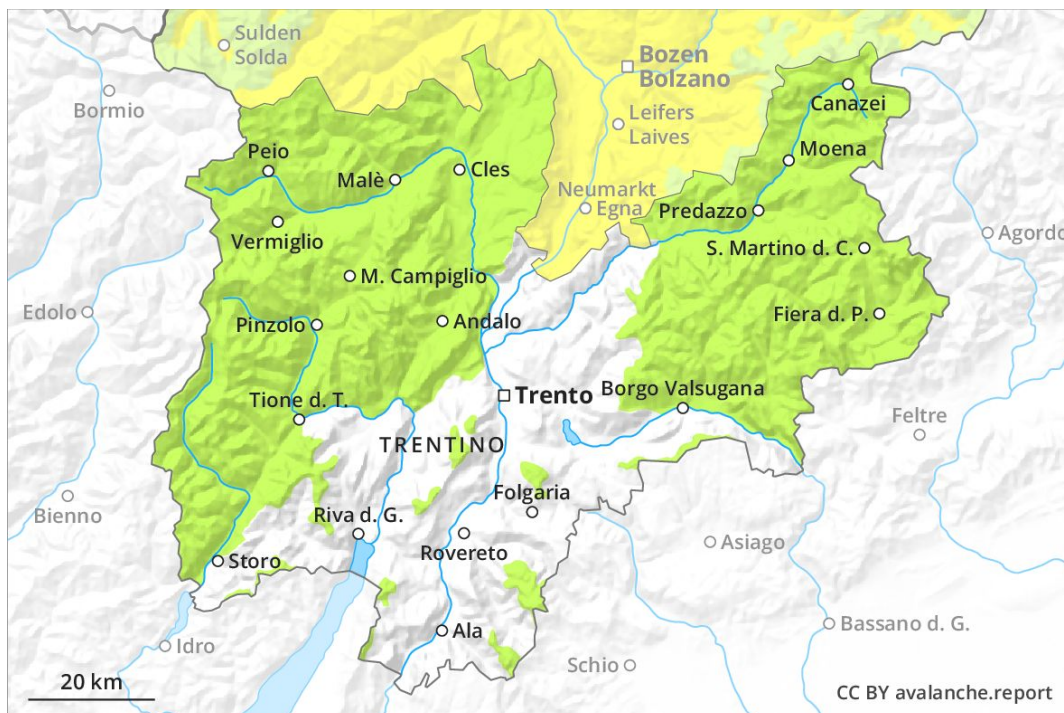 Sulden
Solda
Bozen
Bolzano
Bormio
Canazei
Leifers
Laives
Moena
Peio
Malè
Cles
Neumarkt
Egna
Predazzo
Vermiglio
Agordo
S. Martino d. C.
M. Campiglio
Edolo
Pinzolo
Andalo
Fiera d. P.
Trento
Borgo Valsugana
Tione d. T.
Feltre
TRENTINO
Bienno
Folgaria
Riva d. G.
Rovereto
Asiago
Storo
Ala
Bassano d. G.
Idro
Schio
20 km
CC BY avalanche.report